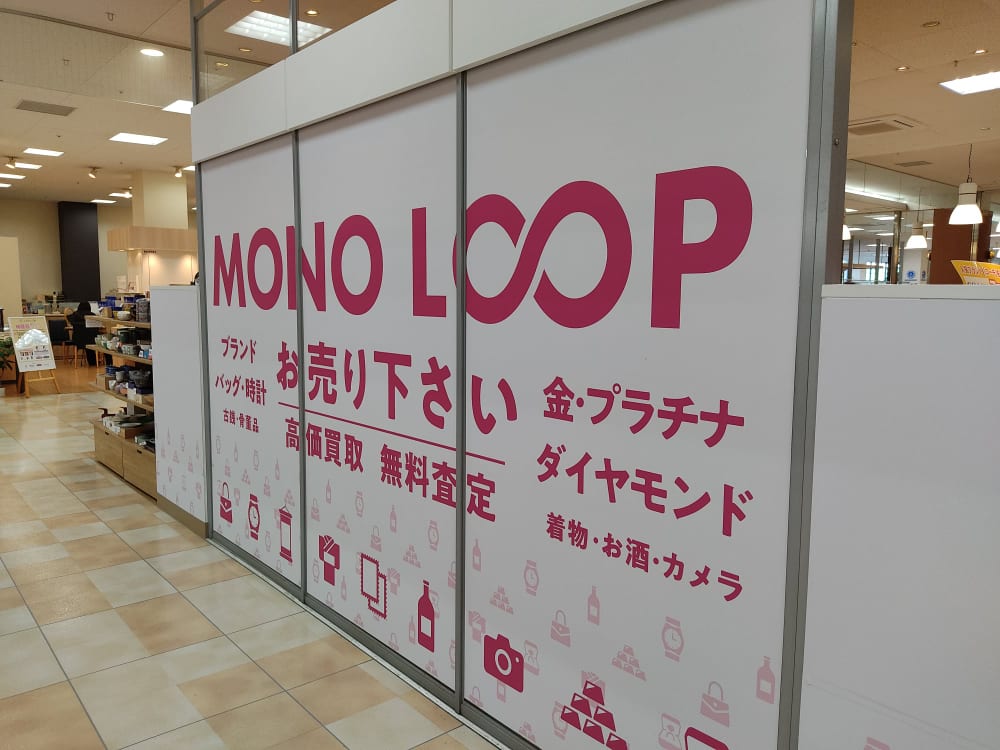 MONO LOOP
ブランド
バッグ・時計
古銭・骨董品
お売り下さい
高価買取 無料査定
金・プラチナ
ダイヤモンド
着物・お酒・カメラ